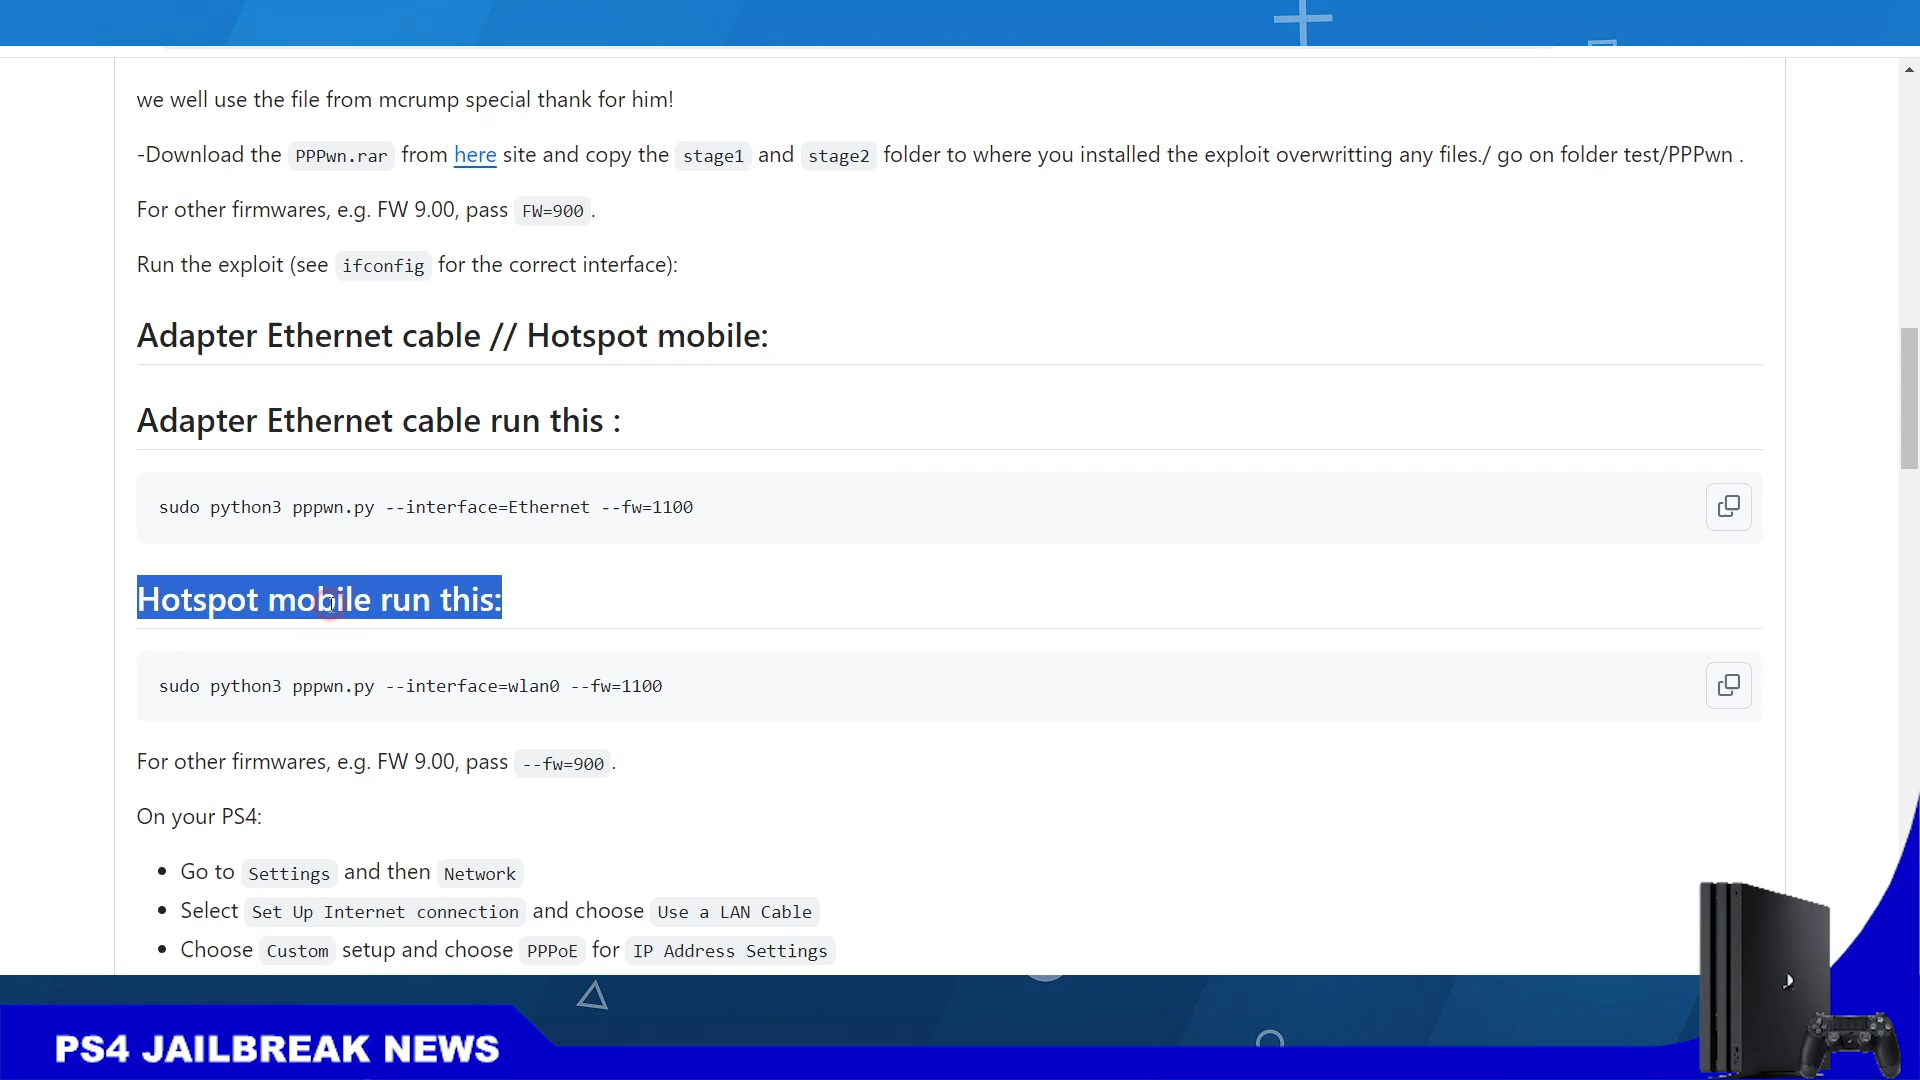 we well use the file from mcrump special thank for him!
-Download the PPPwn.rar from here site and copy the stage1 and stage2 folder to where you installed the exploit overwritting any files./ go on folder test/PPPwn .
For other firmwares, e.g. FW 9.00, pass FW=900 .
Run the exploit (see ifconfig for the correct interface):
Adapter Ethernet cable // Hotspot mobile:
Adapter Ethernet cable run this :
sudo python3 pppwn.py --interface=Ethernet --fw=1100
Hotspot mobile run this:
sudo python3 pppwn.py --interface=wlan0 --fw=1100
For other firmwares, e.g. FW 9.00, pass --fw=900 .
On your PS4:
• Go to Settings and then Network
• Select Set Up Internet connection and choose Use a LAN Cable
• Choose Custom setup and choose PPPoE for IP Address Settings
PS4 JAILBREAK NEWS